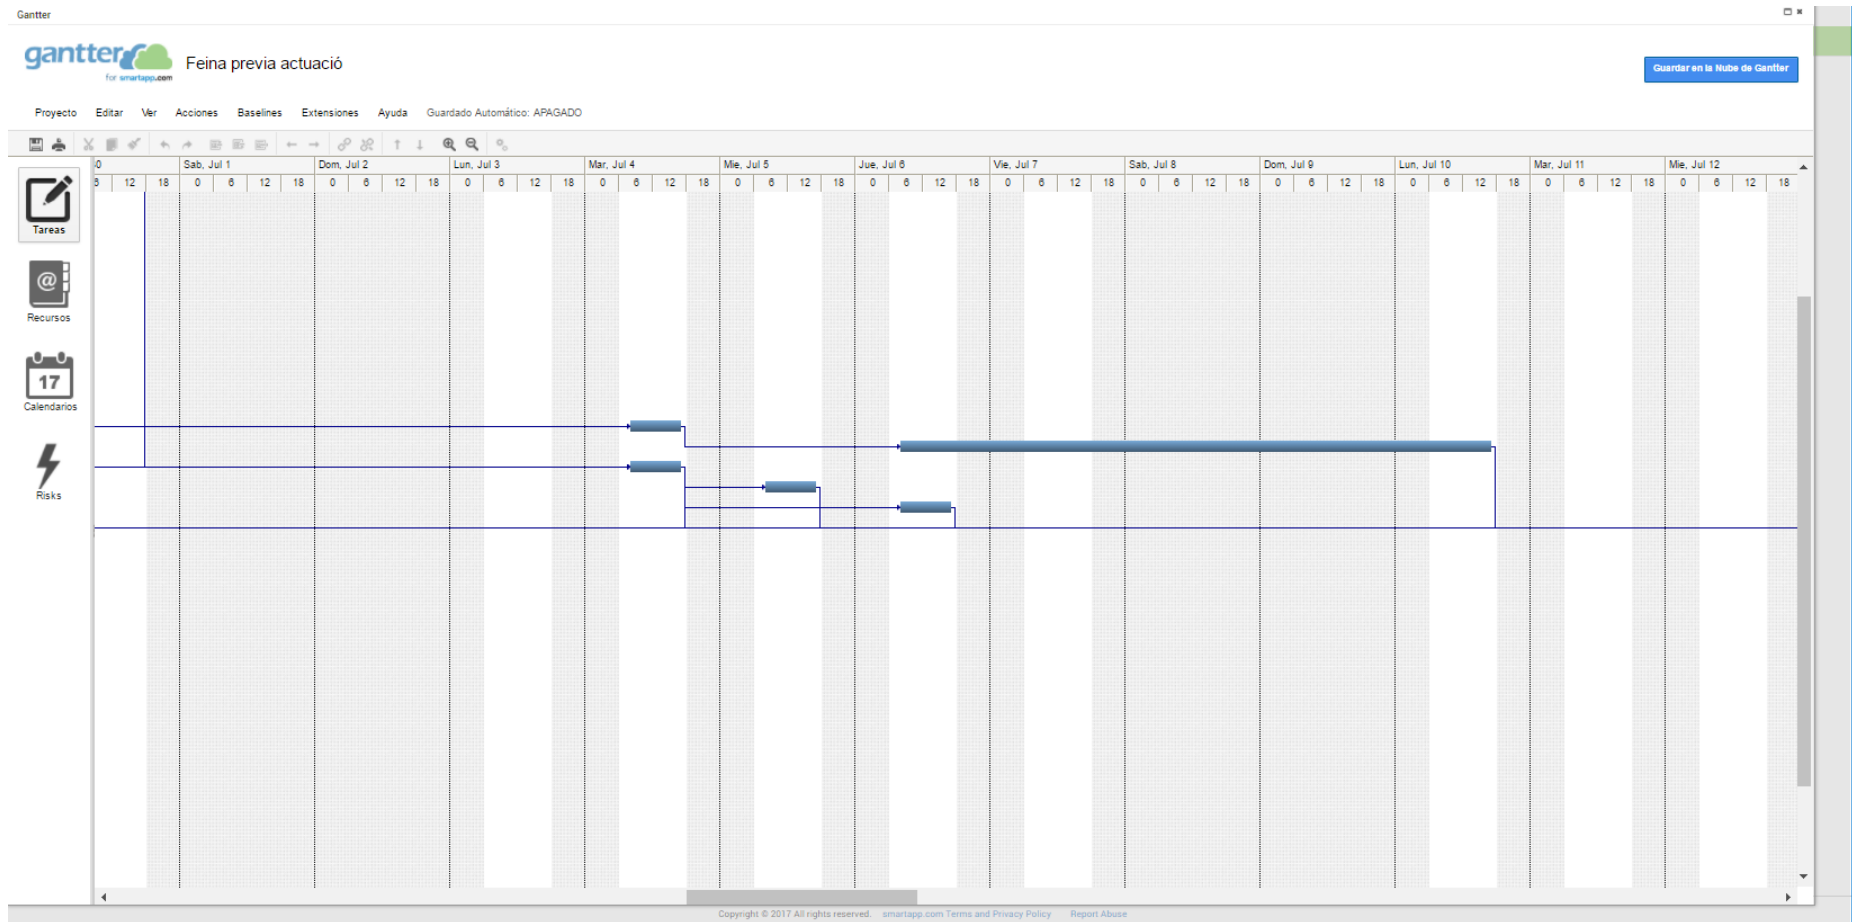 Gantter
gantter
for smartapp.com
Feina previa actuació
Guardar en la Nube de Gantter
Proyecto Editar Ver Acciones Baselines Extensiones Ayuda Guardado Automático: APAGADO
0 Sab, Jul 1 Dom, Jul 2 Lun, Jul 3 Mar, Jul 4 Mie, Jul 5 Jue, Jul 6 Vie, Jul 7 Sab, Jul 8 Dom, Jul 9 Lun, Jul 10 Mar, Jul 11 Mie, Jul 12
12 18 0 6 12 18 0 6 12 18 0 6 12 18 0 6 12 18 0 6 12 18 0 6 12 18 0 6 12 18 0 6 12 18 0 6 12 18 0 6 12 18 0 6 12 18 0 6 12 18
Tareas
@
Recursos
17
Calendarios
Risks
Copyright © 2017 All rights reserved. smartapp.com Terms and Privacy Policy Report Abuse